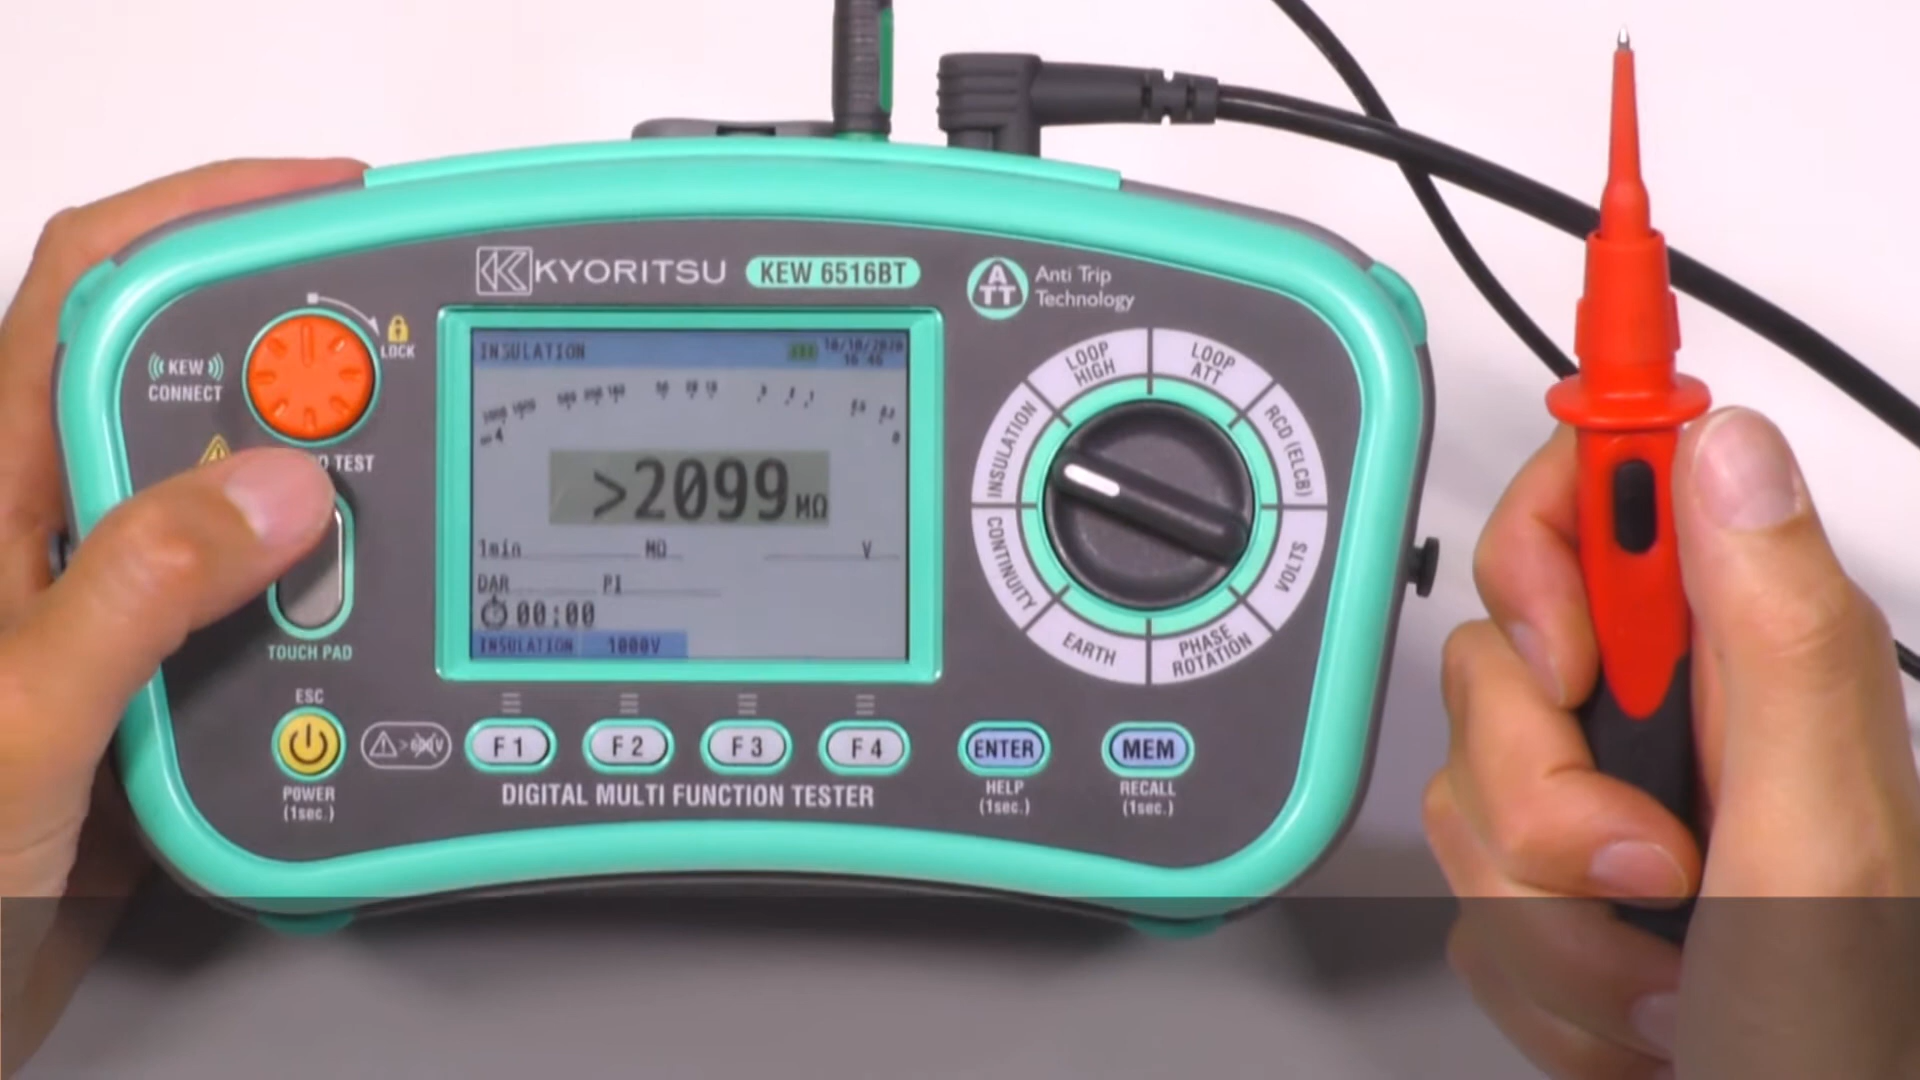 KYORITSU KEW 6516BT
ATT Anti Trip
Technology
LOCK
((KEW))
CONNECT
TEST
TOUCH PAD
INSULATION
>2099 MΩ
1min MΩ V
DAR PI
00:00
INSULATION 1000V
LOOP
HIGH
LOOP
ATT
RCD (ELCB)
VOLTS
PHASE
ROTATION
EARTH
CONTINUITY
INSULATION
ESC
POWER
(1sec.)
F1 F2 F3 F4
ENTER
HELP
(1sec.)
MEM
RECALL
(1sec.)
DIGITAL MULTI FUNCTION TESTER